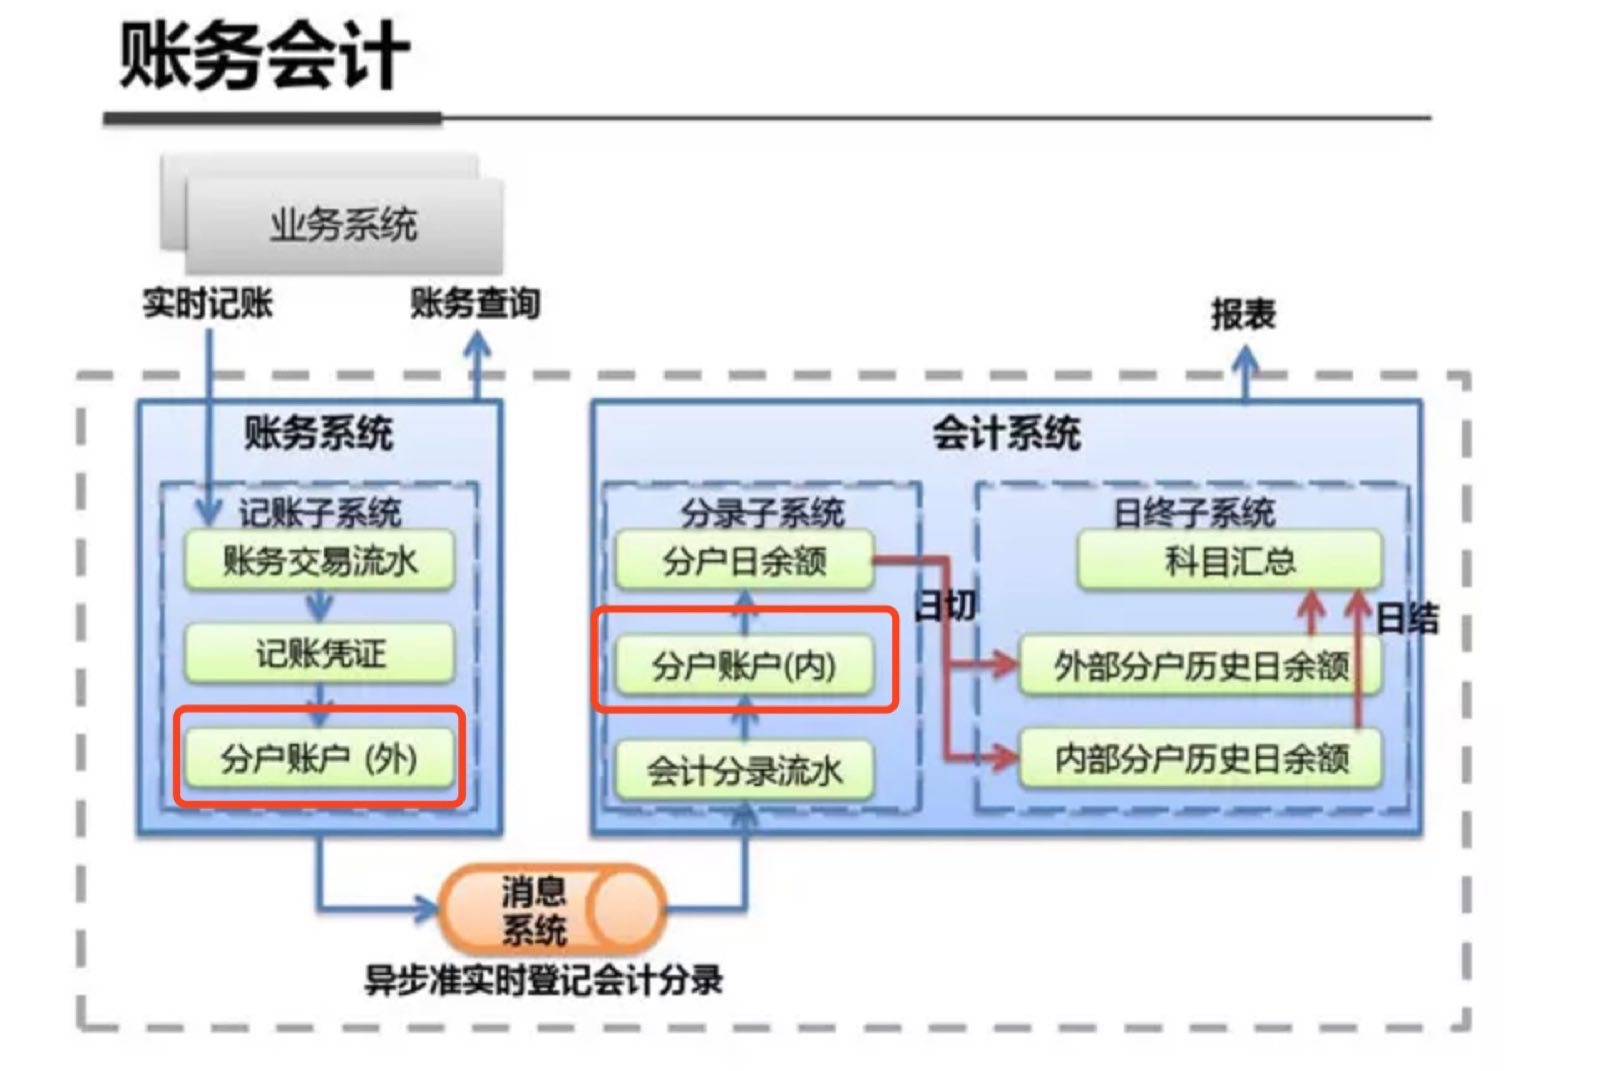 账务会计
业务系统
实时记账
账务查询
报表
账务系统
记账子系统
账务交易流水
记账凭证
分户账户 (外)
会计系统
分录子系统
分户日余额
分户账户(内)
会计分录流水
日切
日终子系统
科目汇总
日结
外部分户历史日余额
内部分户历史日余额
消息
系统
异步准实时登记会计分录